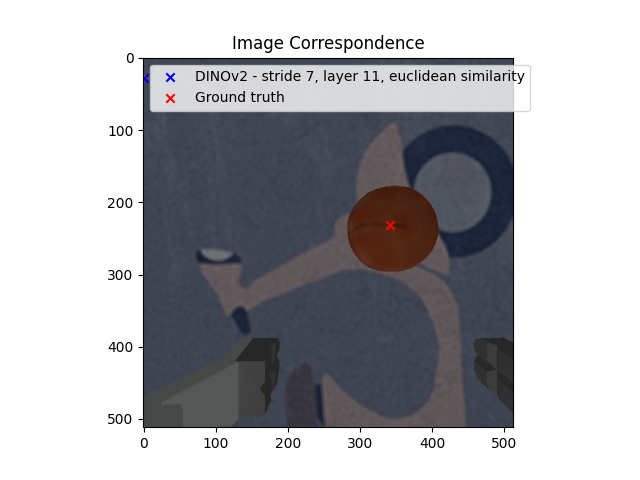 Image Correspondence
DINOv2 - stride 7, layer 11, euclidean similarity
Ground truth
0
100
200
300
400
500
0 100 200 300 400 500